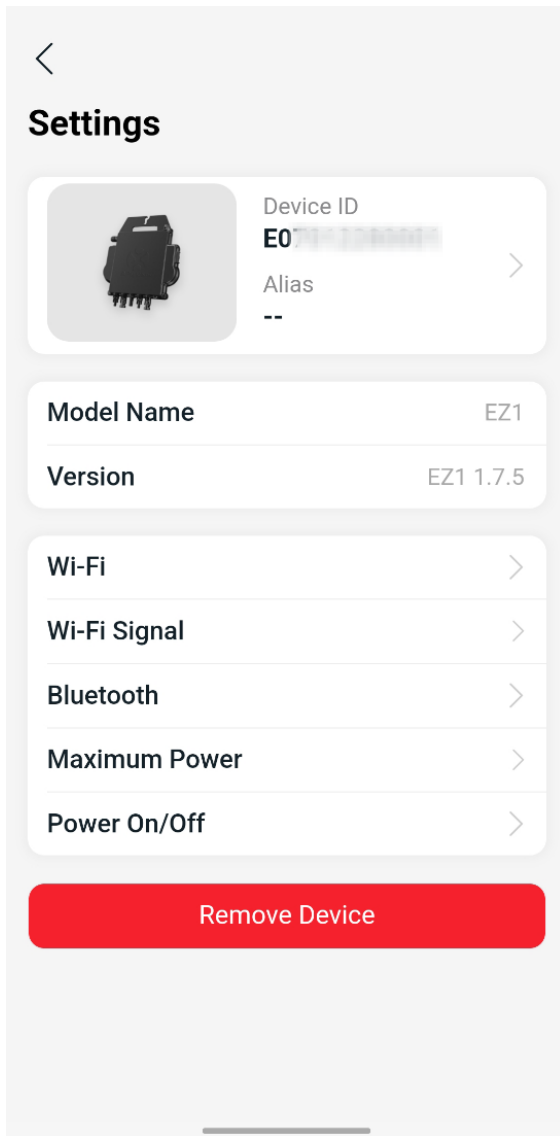 Settings
Device ID
E0
Alias
--
Model Name
EZ1
Version
EZ1 1.7.5
Wi-Fi
Wi-Fi Signal
Bluetooth
Maximum Power
Power On/Off
Remove Device